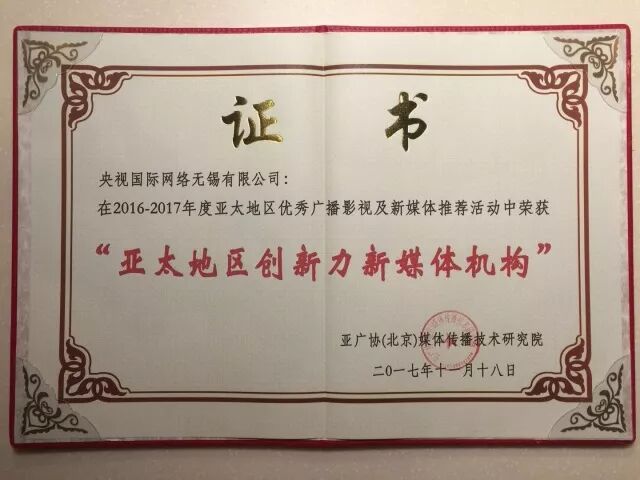 证 书
央视国际网络无锡有限公司：
在2016-2017年度亚太地区优秀广播影视及新媒体推荐活动中荣获
“亚太地区创新力新媒体机构”
亚广协(北京)媒体传播技术研究院
二〇一七年十一月十八日